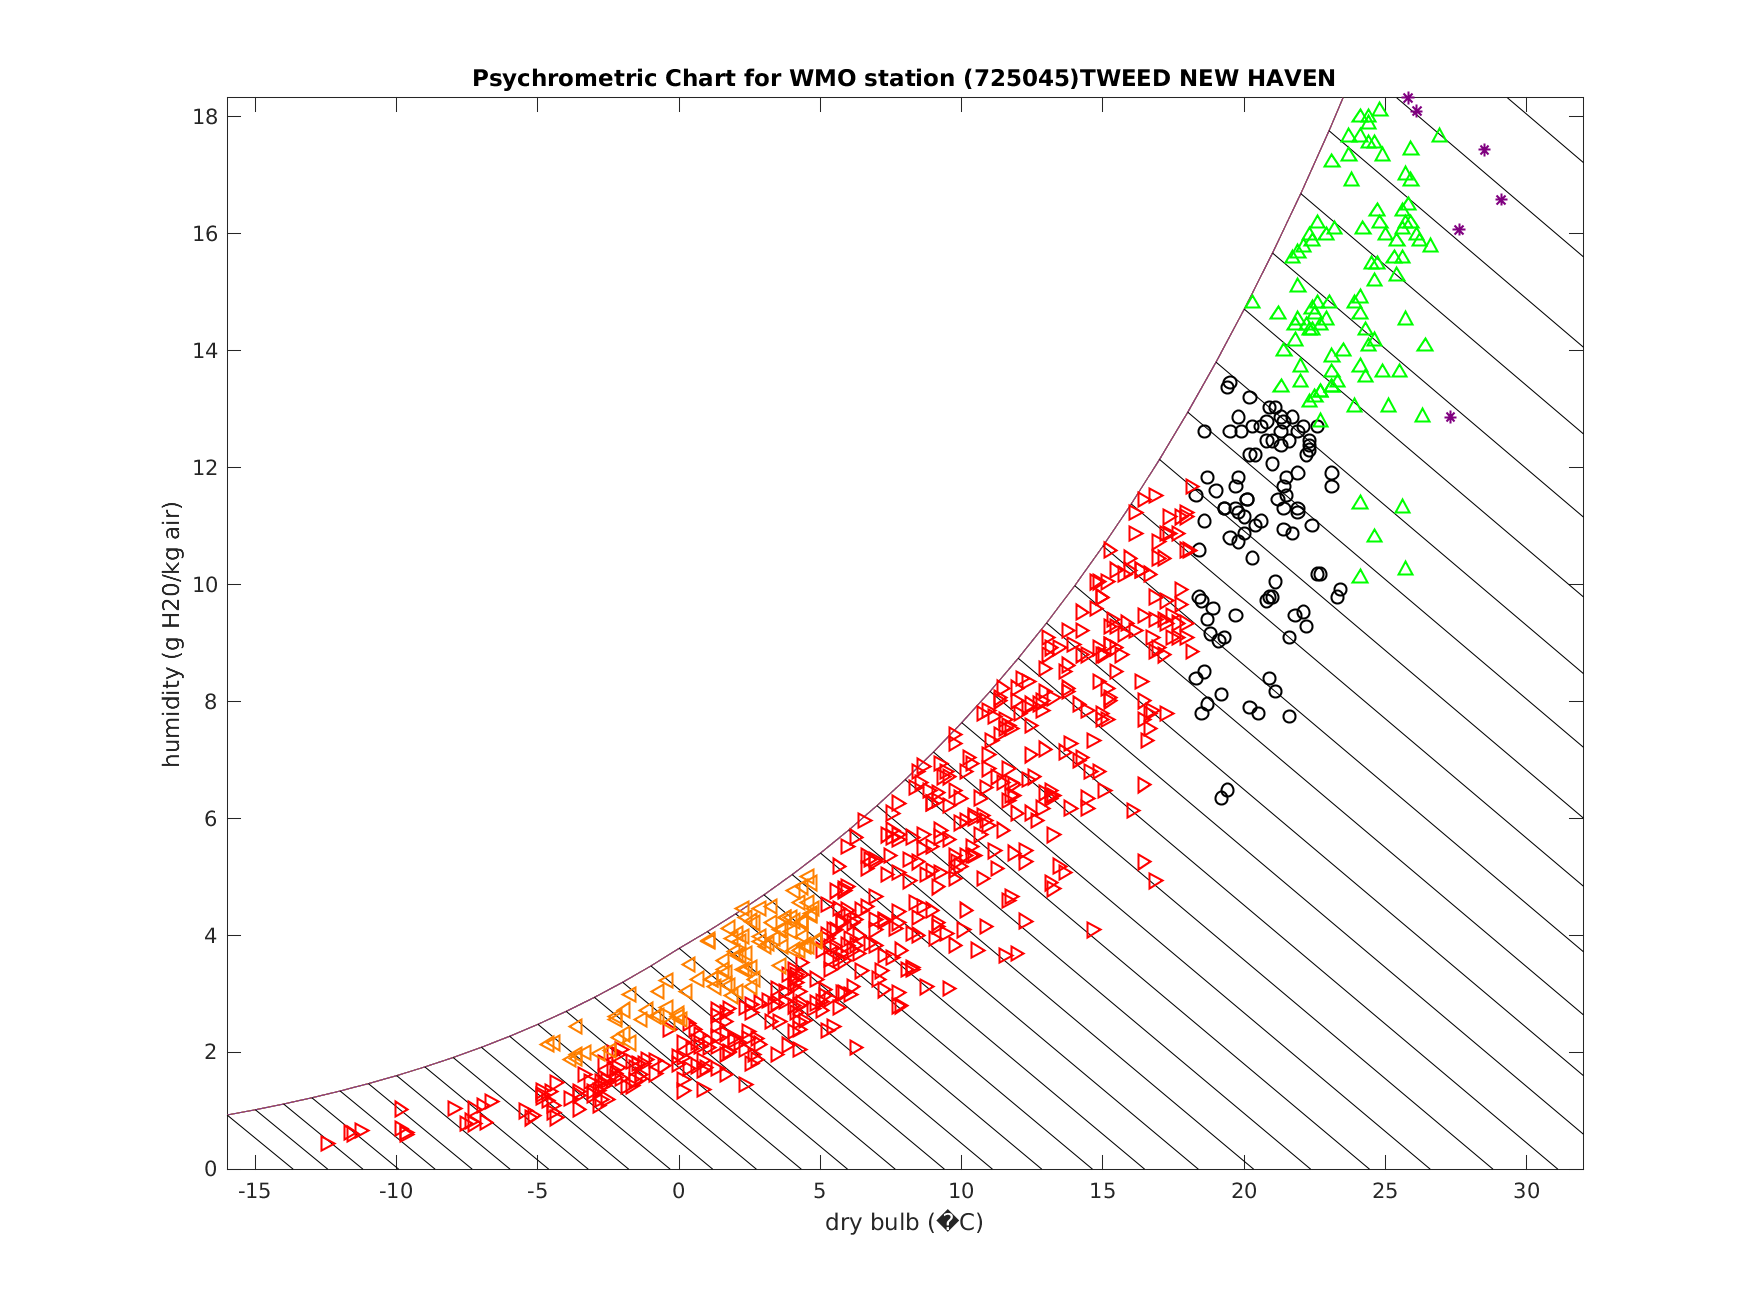 Psychrometric Chart for WMO station (725045)TWEED NEW HAVEN
18
16
14
12
10
8
6
4
2
0
humidity (g H20/kg air)
-15 -10 -5 0 5 10 15 20 25 30
dry bulb (�C)